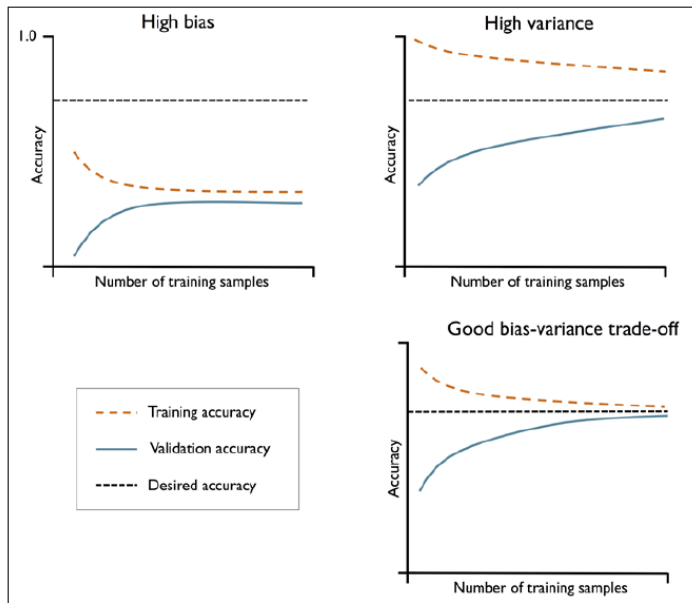 High bias
1.0
Accuracy
Number of training samples
High variance
Accuracy
Number of training samples
Good bias-variance trade-off
Accuracy
Number of training samples
Training accuracy
Validation accuracy
Desired accuracy